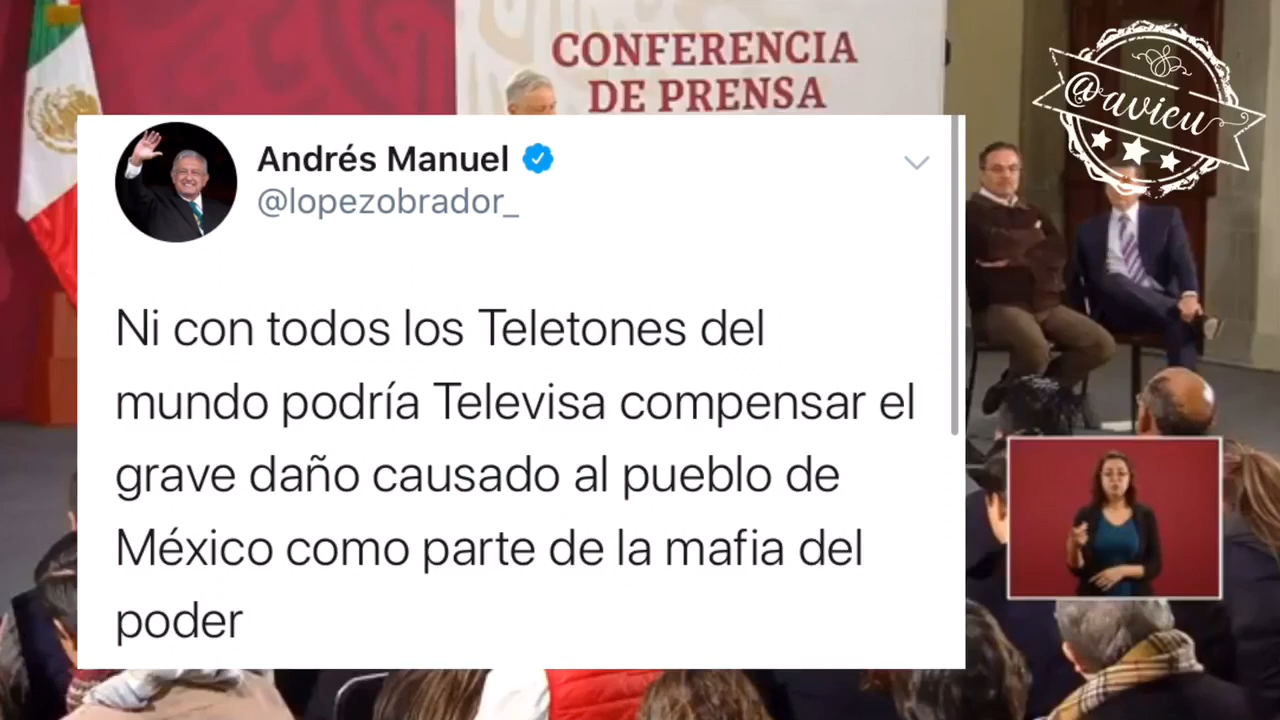 CONFERENCIA
DE PRENSA
@avieu
Andrés Manuel
@lopezobrador_
Ni con todos los Teletones del
mundo podría Televisa compensar el
grave daño causado al pueblo de
México como parte de la mafia del
poder